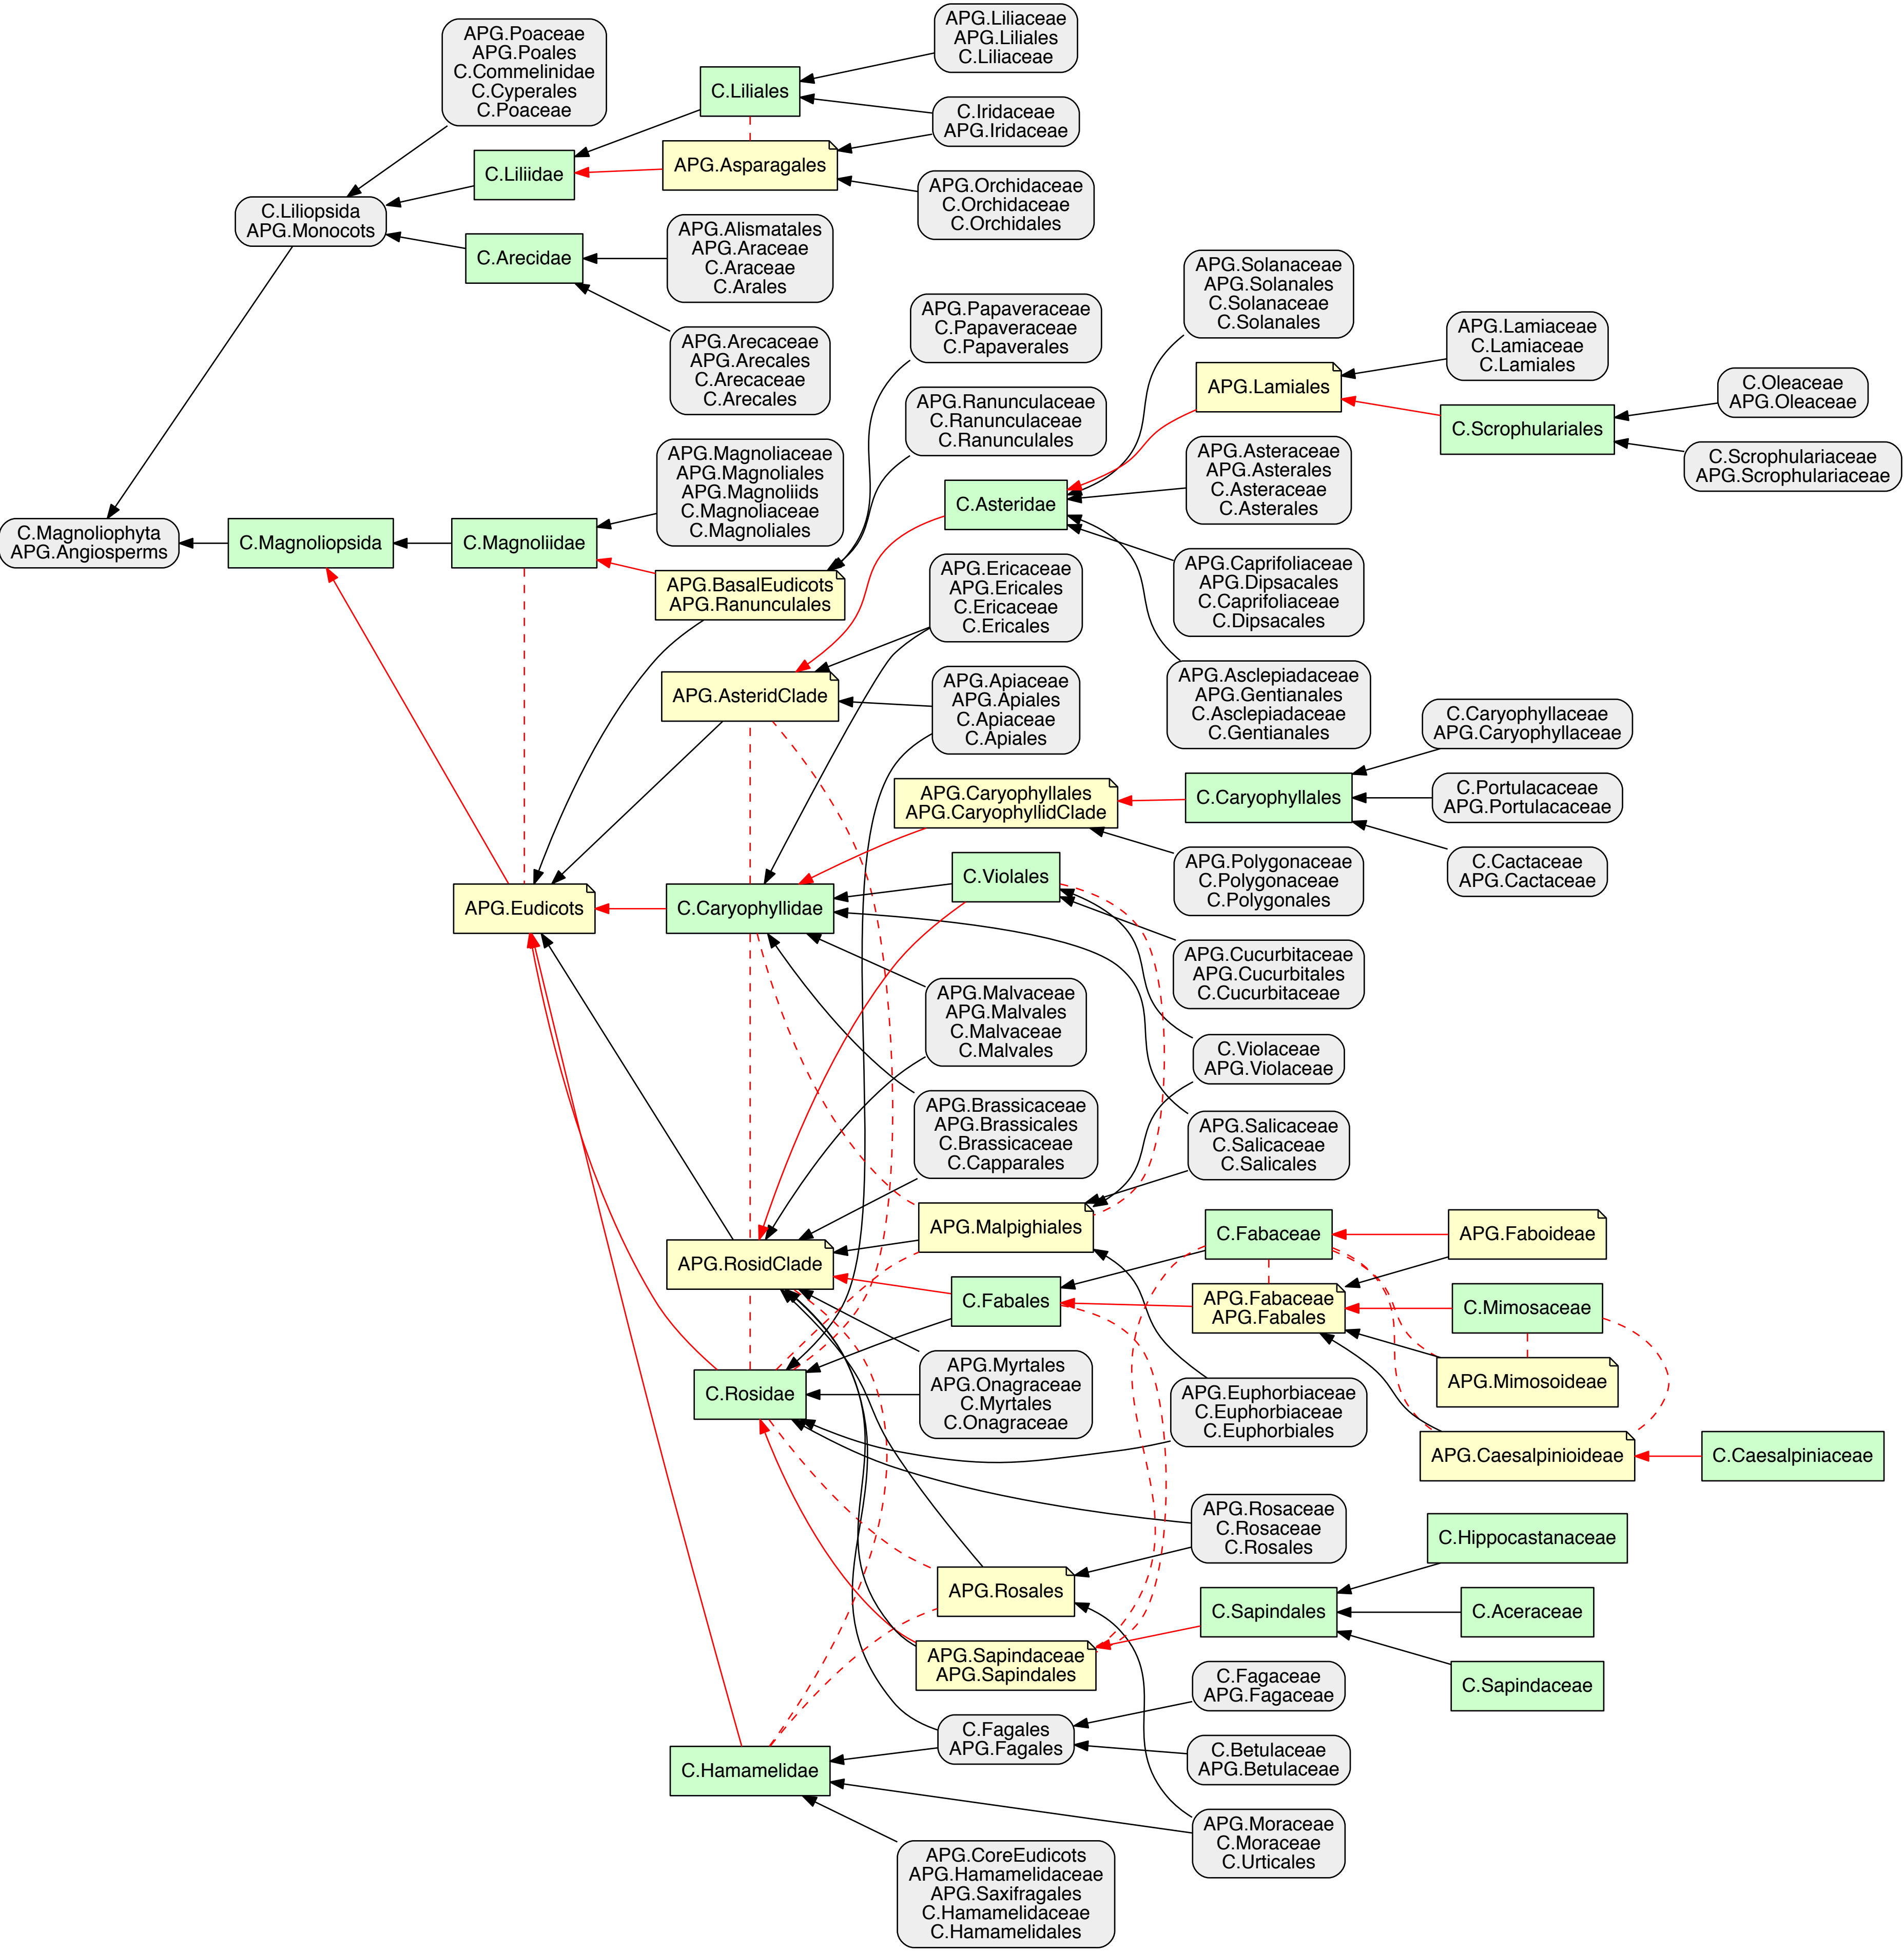 APG.Poaceae
APG.Poales
C.Commelinidae
C.Cyperales
C.Poaceae
APG.Liliaceae
APG.Liliales
C.Liliaceae
C.Liliales
C.Iridaceae
APG.Iridaceae
APG.Asparagales
C.Liliidae
APG.Orchidaceae
C.Orchidaceae
C.Orchidales
C.Liliopsida
APG.Monocots
C.Arecidae
APG.Alismatales
APG.Araceae
C.Araceae
C.Arales
APG.Arecaceae
APG.Arecales
C.Arecaceae
C.Arecales
APG.Papaveraceae
C.Papaveraceae
C.Papaverales
APG.Solanaceae
APG.Solanales
C.Solanaceae
C.Solanales
APG.Lamiaceae
C.Lamiaceae
C.Lamiales
APG.Lamiales
C.Oleaceae
APG.Oleaceae
C.Scrophulariales
C.Scrophulariaceae
APG.Scrophulariaceae
APG.Ranunculaceae
C.Ranunculaceae
C.Ranunculales
APG.Magnoliaceae
APG.Magnoliales
APG.Magnoliids
C.Magnoliaceae
C.Magnoliales
APG.Asteraceae
APG.Asterales
C.Asteraceae
C.Asterales
C.Asteridae
C.Magnoliophyta
APG.Angiosperms
C.Magnoliopsida
C.Magnoliidae
APG.BasalEudicots
APG.Ranunculales
APG.Ericaceae
APG.Ericales
C.Ericaceae
C.Ericales
APG.Caprifoliaceae
APG.Dipsacales
C.Caprifoliaceae
C.Dipsacales
APG.AsteridClade
APG.Apiaceae
APG.Apiales
C.Apiaceae
C.Apiales
APG.Asclepiadaceae
APG.Gentianales
C.Asclepiadaceae
C.Gentianales
C.Caryophyllaceae
APG.Caryophyllaceae
APG.Caryophyllales
APG.CaryophyllidClade
C.Caryophyllales
C.Portulacaceae
APG.Portulacaceae
C.Cactaceae
APG.Cactaceae
APG.Polygonaceae
C.Polygonaceae
C.Polygonales
C.Violales
APG.Eudicots
C.Caryophyllidae
APG.Cucurbitaceae
APG.Cucurbitales
C.Cucurbitaceae
APG.Malvaceae
APG.Malvales
C.Malvaceae
C.Malvales
C.Violaceae
APG.Violaceae
APG.Brassicaceae
APG.Brassicales
C.Brassicaceae
C.Capparales
APG.Salicaceae
C.Salicaceae
C.Salicales
APG.Malpighiales
C.Fabaceae
APG.Faboideae
APG.RosidClade
C.Fabales
APG.Fabaceae
APG.Fabales
C.Mimosaceae
APG.Mimosoideae
C.Rosidae
APG.Myrtales
APG.Onagraceae
C.Myrtales
C.Onagraceae
APG.Euphorbiaceae
C.Euphorbiaceae
C.Euphorbiales
APG.Caesalpinioideae
C.Caesalpiniaceae
APG.Rosaceae
C.Rosaceae
C.Rosales
C.Hippocastanaceae
APG.Rosales
C.Sapindales
C.Aceraceae
APG.Sapindaceae
APG.Sapindales
C.Sapindaceae
C.Fagaceae
APG.Fagaceae
C.Fagales
APG.Fagales
C.Betulaceae
APG.Betulaceae
C.Hamamelidae
APG.Moraceae
C.Moraceae
C.Urticales
APG.CoreEudicots
APG.Hamamelidaceae
APG.Saxifragales
C.Hamamelidaceae
C.Hamamelidales